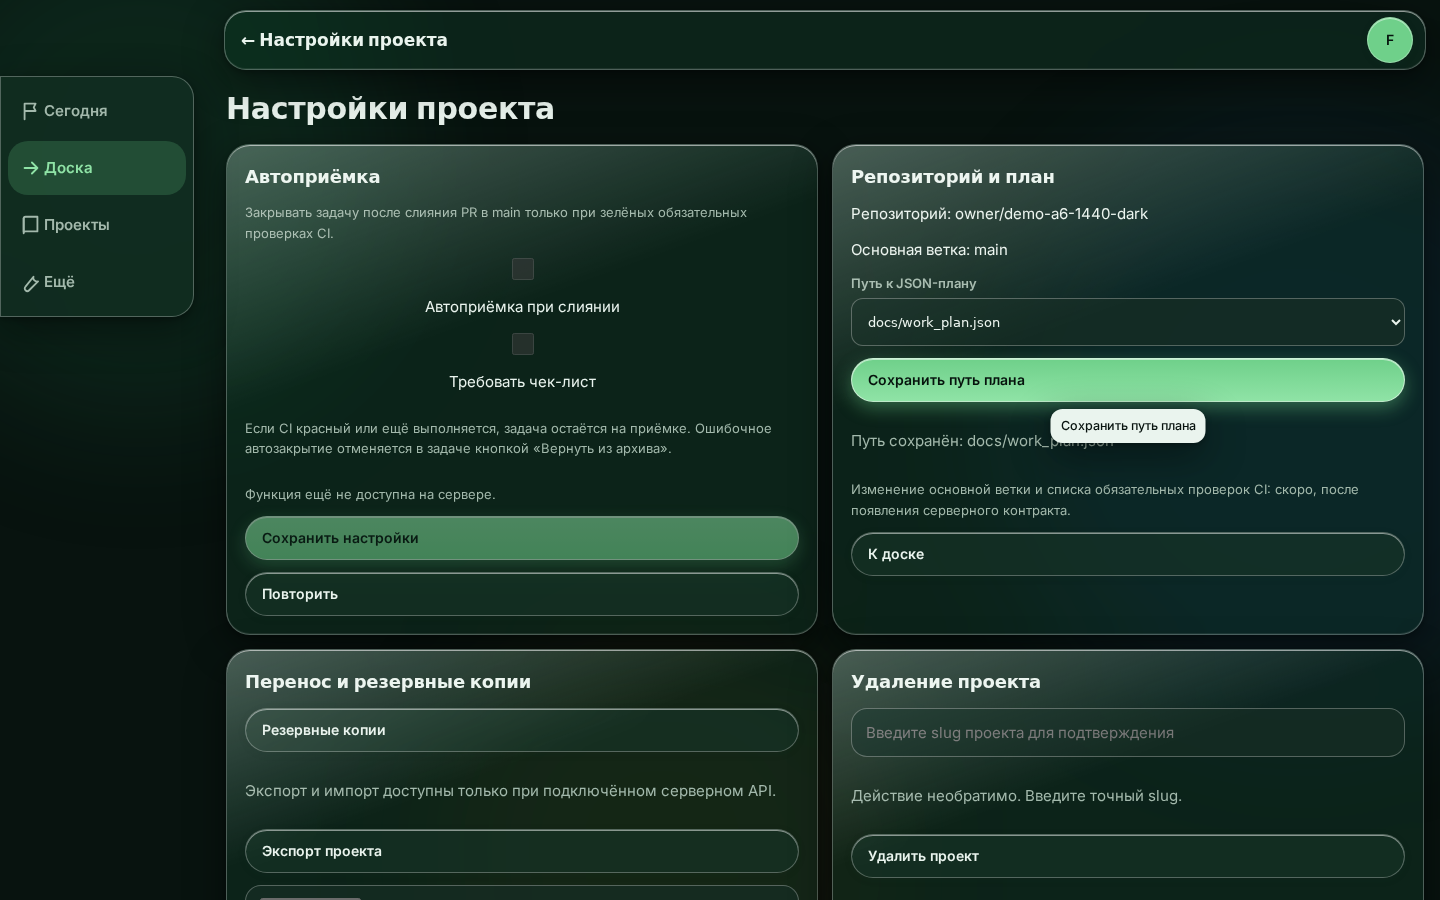 ← Настройки проекта
F
Сегодня
Доска
Проекты
Ещё
Настройки проекта
Автоприёмка
Закрывать задачу после слияния PR в main только при зелёных обязательных
проверках CI.
Автоприёмка при слиянии
Требовать чек-лист
Если CI красный или ещё выполняется, задача остаётся на приёмке. Ошибочное
автозакрытие отменяется в задаче кнопкой «Вернуть из архива».
Функция ещё не доступна на сервере.
Сохранить настройки
Повторить
Репозиторий и план
Репозиторий: owner/demo-a6-1440-dark
Основная ветка: main
Путь к JSON-плану
docs/work_plan.json
Сохранить путь плана
Сохранить путь плана
Путь сохранён: docs/work_plan.json
Изменение основной ветки и списка обязательных проверок CI: скоро, после
появления серверного контракта.
К доске
Перенос и резервные копии
Резервные копии
Экспорт и импорт доступны только при подключённом серверном API.
Экспорт проекта
Удаление проекта
Введите slug проекта для подтверждения
Действие необратимо. Введите точный slug.
Удалить проект